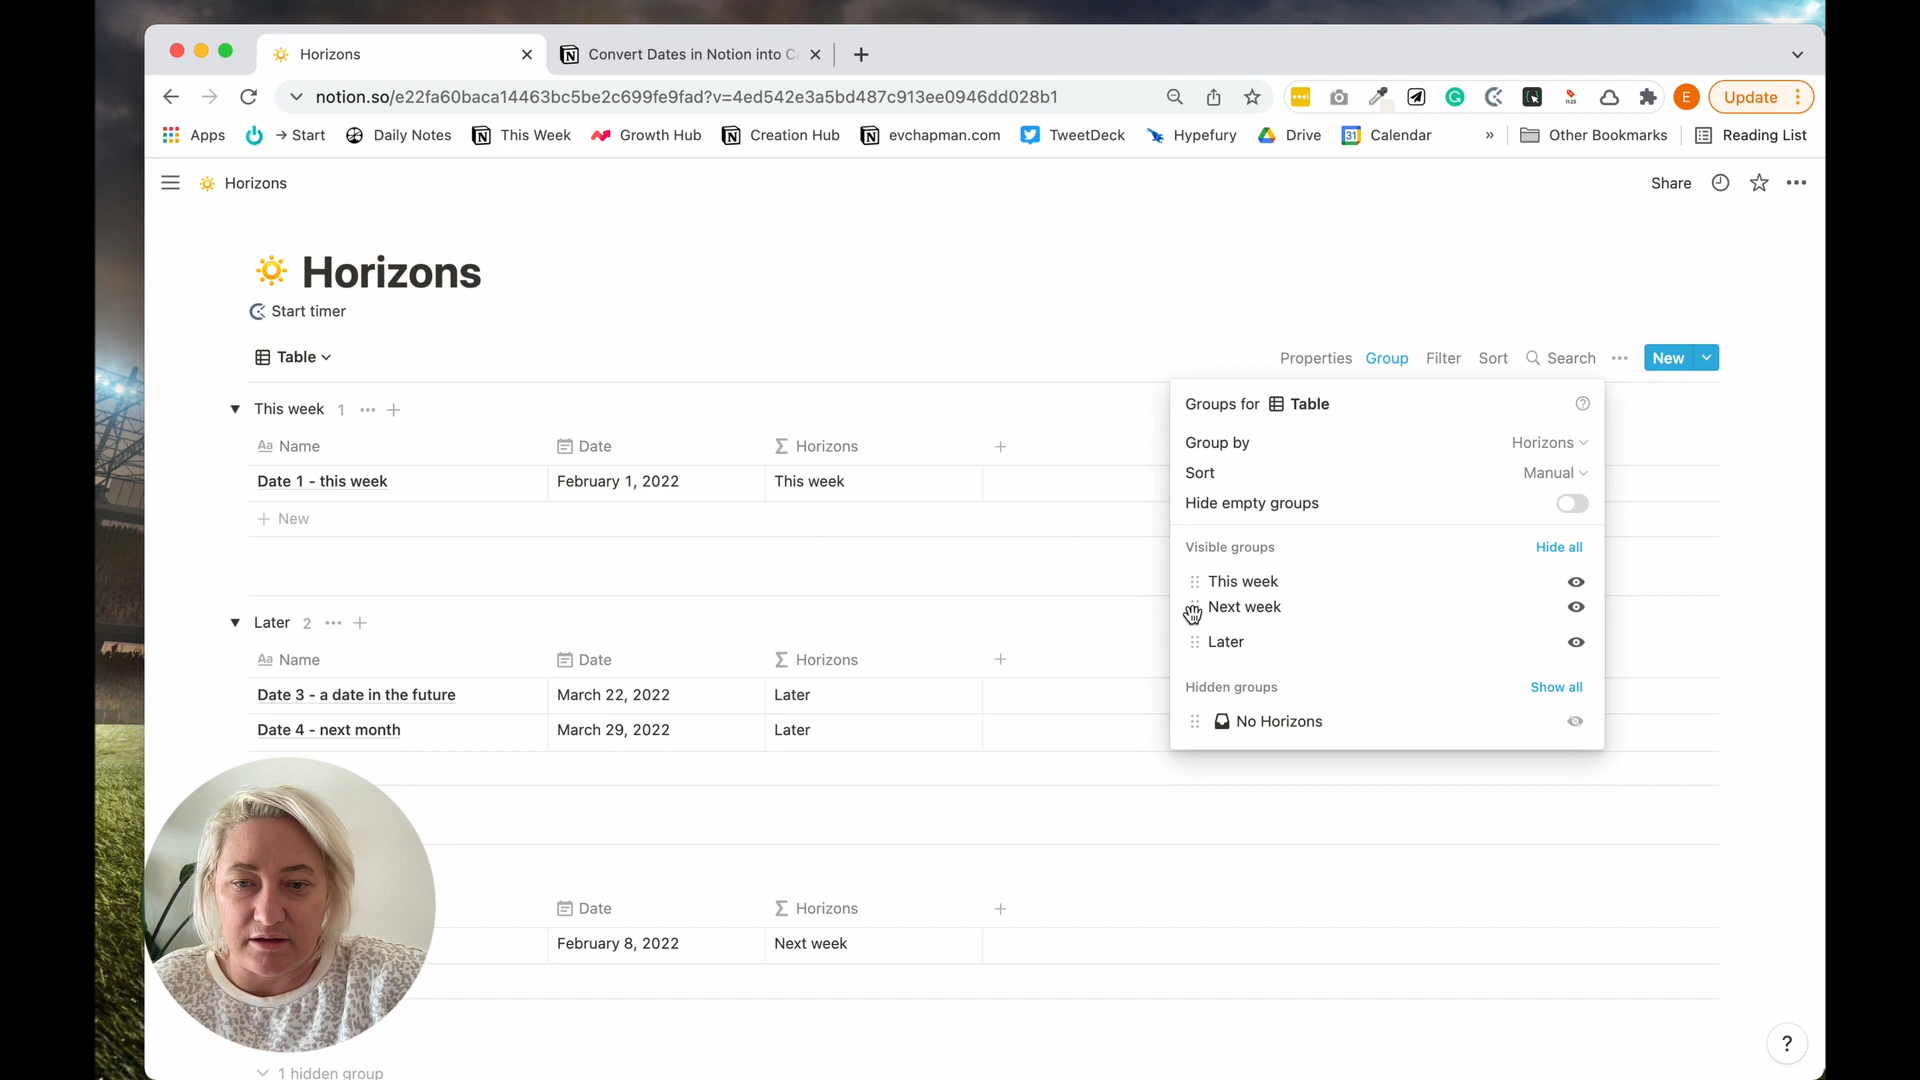 Horizons
Convert Dates in Notion into Ca
notion.so/e22fa60baca14463bc5be2c699fe9fad?v=4ed542e3a5bd487c913ee0946dd028b1
E
Update
Apps
→ Start
Daily Notes
This Week
Growth Hub
Creation Hub
evchapman.com
TweetDeck
Hypefury
Drive
31
Calendar
»
Other Bookmarks
Reading List
Horizons
Share
Horizons
Start timer
Table
Properties
Group
Filter
Sort
Search
New
This week 1
Aa Name
Date
Σ Horizons
Date 1 - this week
February 1, 2022
This week
+ New
Later 2
Aa Name
Date
Σ Horizons
Date 3 - a date in the future
March 22, 2022
Later
Date 4 - next month
March 29, 2022
Later
Date
Σ Horizons
February 8, 2022
Next week
1 hidden group
Groups for Table
Group by
Horizons
Sort
Manual
Hide empty groups
Visible groups
Hide all
This week
Next week
Later
Hidden groups
Show all
No Horizons
?